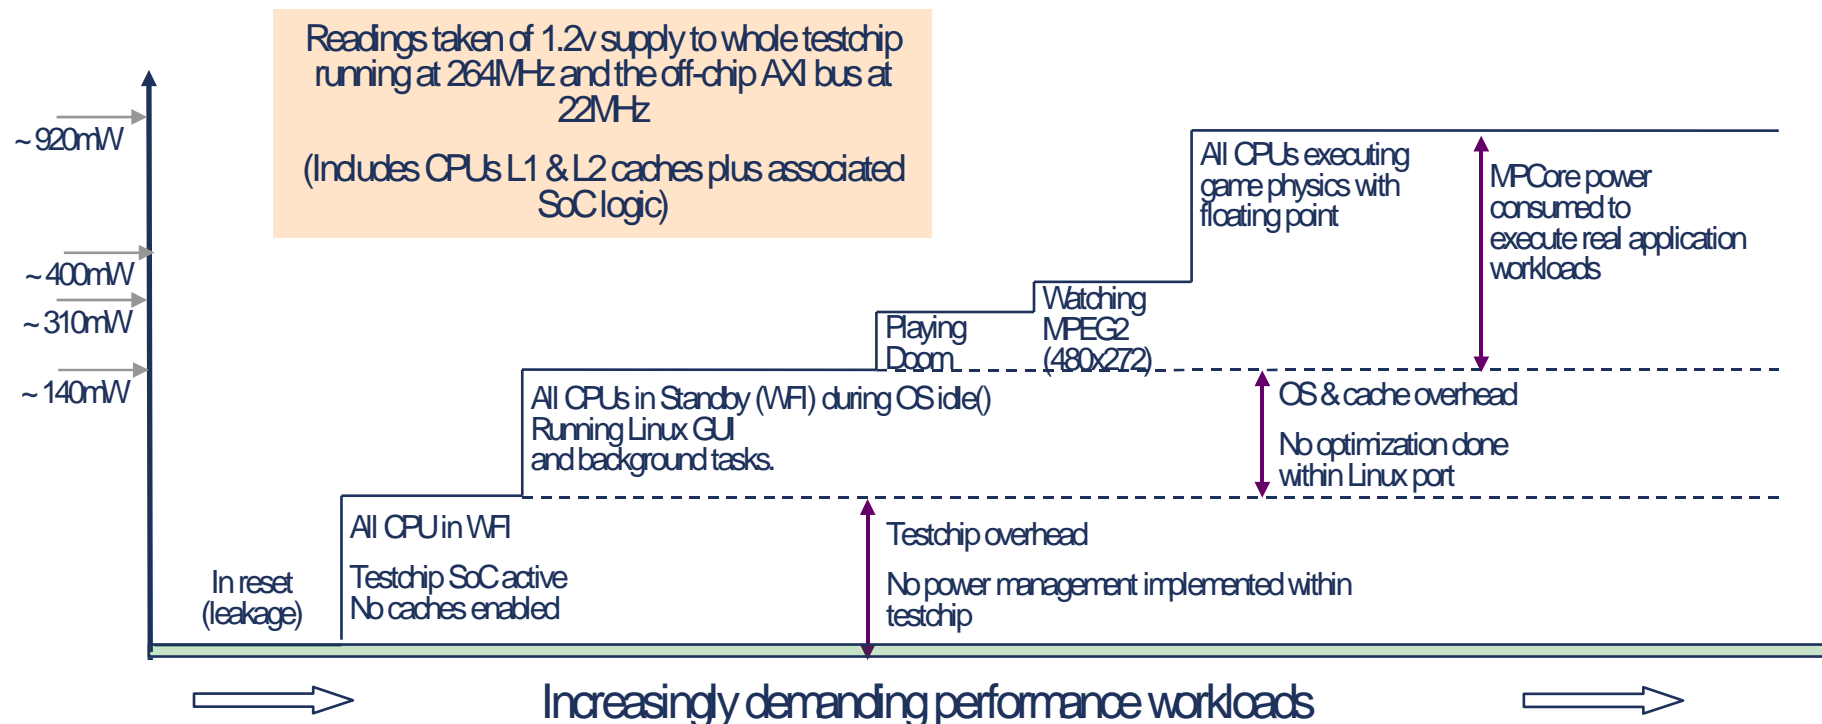 Readings taken of 1.2v supply to whole testchip
running at 264MHz and the off-chip AXI bus at
22MHz
(Includes CPUs L1 & L2 caches plus associated
SoC logic)
~ 920mW
~ 400mW
~ 310mW
~ 140mW
All CPUs executing
game physics with
floating point
MPCore power
consumed to
execute real application
workloads
Watching
MPEG2
(480x272)
Playing
Doom
All CPUs in Standby (WFI) during OS idle()
Running Linux GUI
and background tasks.
OS & cache overhead
No optimization done
within Linux port
All CPU in WFI
Testchip SoC active
No caches enabled
Testchip overhead
No power management implemented within
testchip
In reset
(leakage)
Increasingly demanding performance workloads